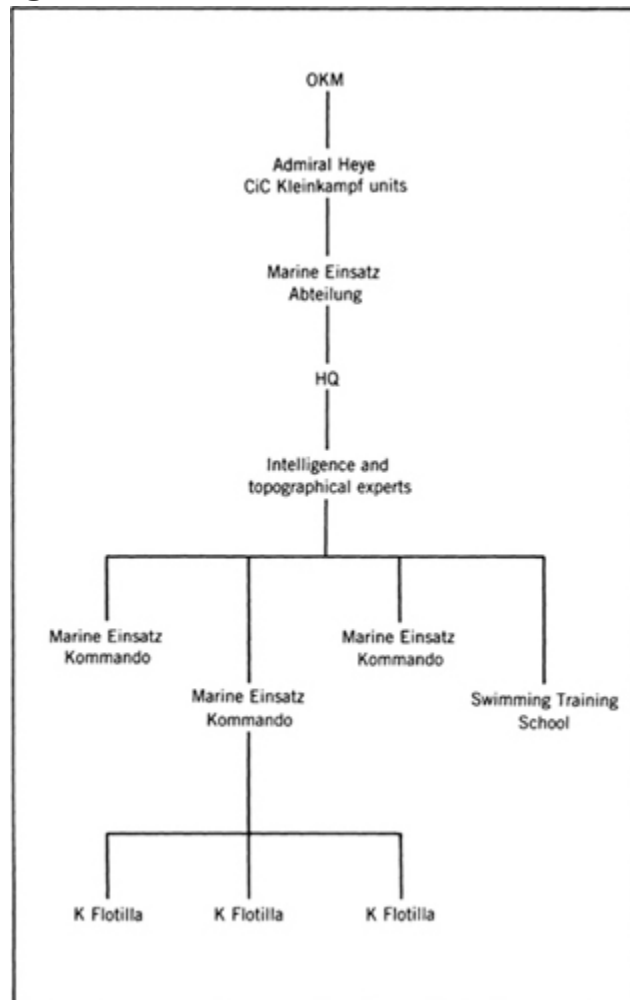 OKM
Admiral Heye
CiC Kleinkampf units
Marine Einsatz
Abteilung
HQ
Intelligence and
topographical experts
Marine Einsatz
Kommando
Marine Einsatz
Kommando
Marine Einsatz
Kommando
Swimming Training
School
K Flotilla
K Flotilla
K Flotilla